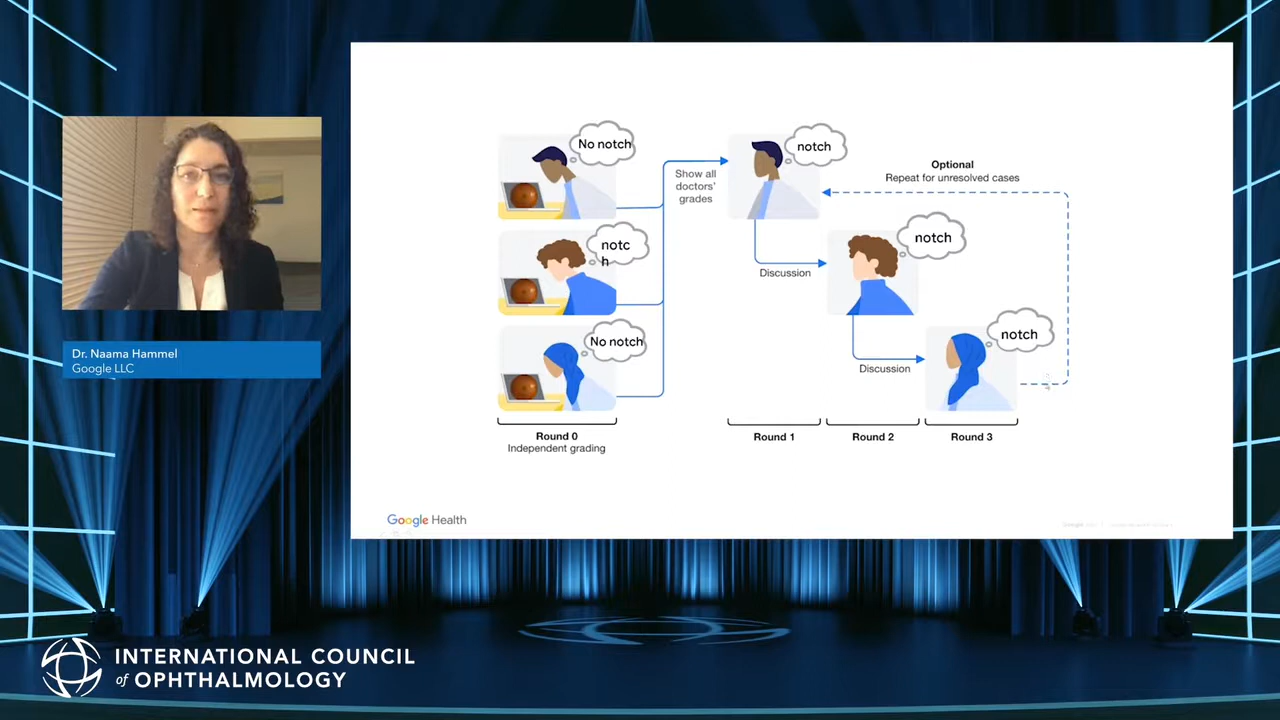 No notch
notc
h
No notch
Round 0
Independent grading
Show all
doctors'
grades
notch
Discussion
notch
Discussion
notch
Optional
Repeat for unresolved cases
Round 1
Round 2
Round 3
Google Health
Dr. Naama Hammel
Google LLC
INTERNATIONAL COUNCIL
of OPHTHALMOLOGY